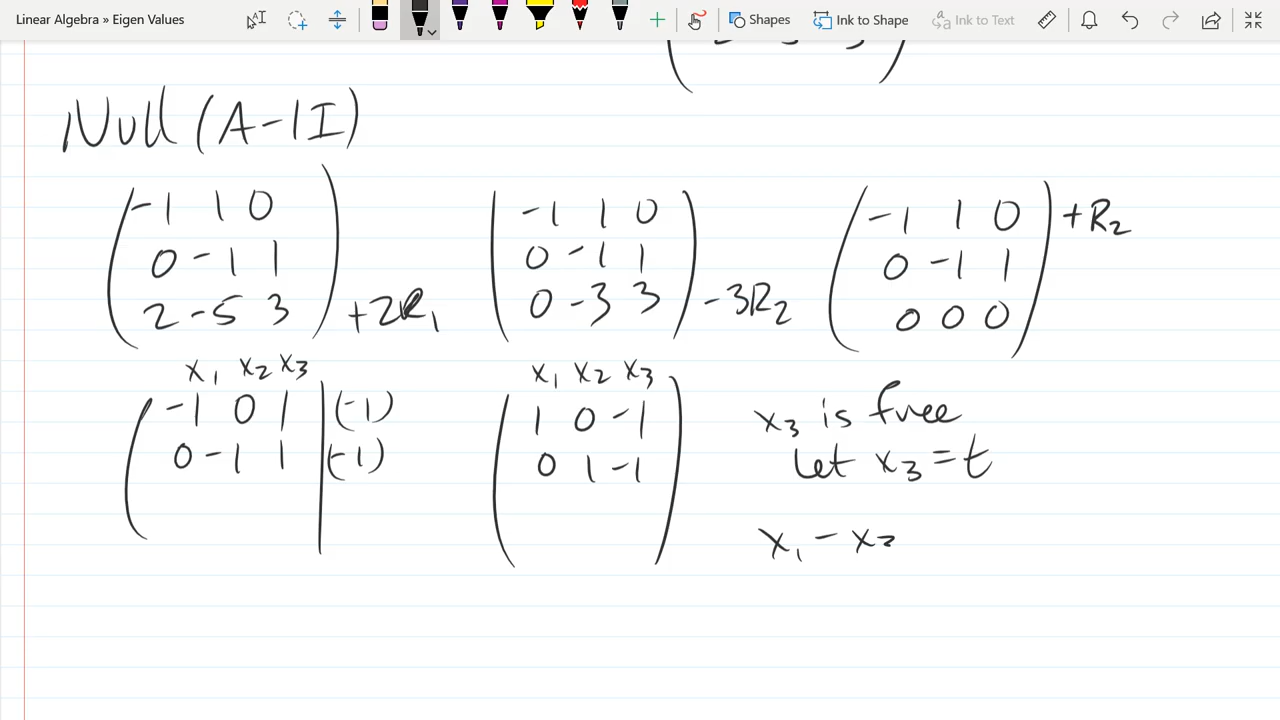 Linear Algebra » Eigen Values
Shapes
Ink to Shape
Ink to Text
Null (A-1I)
-1 1 0
0 -1 1
2 -5 3 +2R1
-1 1 0
0 -1 1
0 -3 3 -3R2
-1 1 0 +R2
0 -1 1
0 0 0
x1 x2 x3
-1 0 1 (-1)
0 -1 1 (-1)
x1 x2 x3
1 0 -1
0 1 -1
x3 is free
Let x3 = t
x1 - x